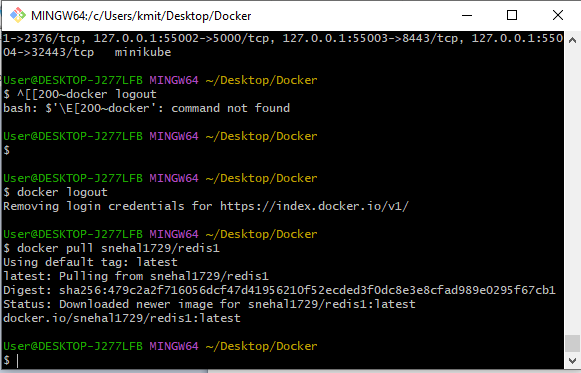 MINGW64:/c/Users/kmit/Desktop/Docker
1->2376/tcp, 127.0.0.1:55002->5000/tcp, 127.0.0.1:55003->8443/tcp, 127.0.0.1:550
04->32443/tcp   minikube
User@DESKTOP-J277LFB MINGW64 ~/Desktop/Docker
$ ^[[200~docker logout
bash: $'\E[200~docker': command not found
User@DESKTOP-J277LFB MINGW64 ~/Desktop/Docker
$
User@DESKTOP-J277LFB MINGW64 ~/Desktop/Docker
$ docker logout
Removing login credentials for https://index.docker.io/v1/
User@DESKTOP-J277LFB MINGW64 ~/Desktop/Docker
$ docker pull snehal1729/redis1
Using default tag: latest
latest: Pulling from snehal1729/redis1
Digest: sha256:479c2a2f716056dcf47d41956210f52ecded3f0dc8e3e8cfad989e0295f67cb1
Status: Downloaded newer image for snehal1729/redis1:latest
docker.io/snehal1729/redis1:latest
User@DESKTOP-J277LFB MINGW64 ~/Desktop/Docker
$